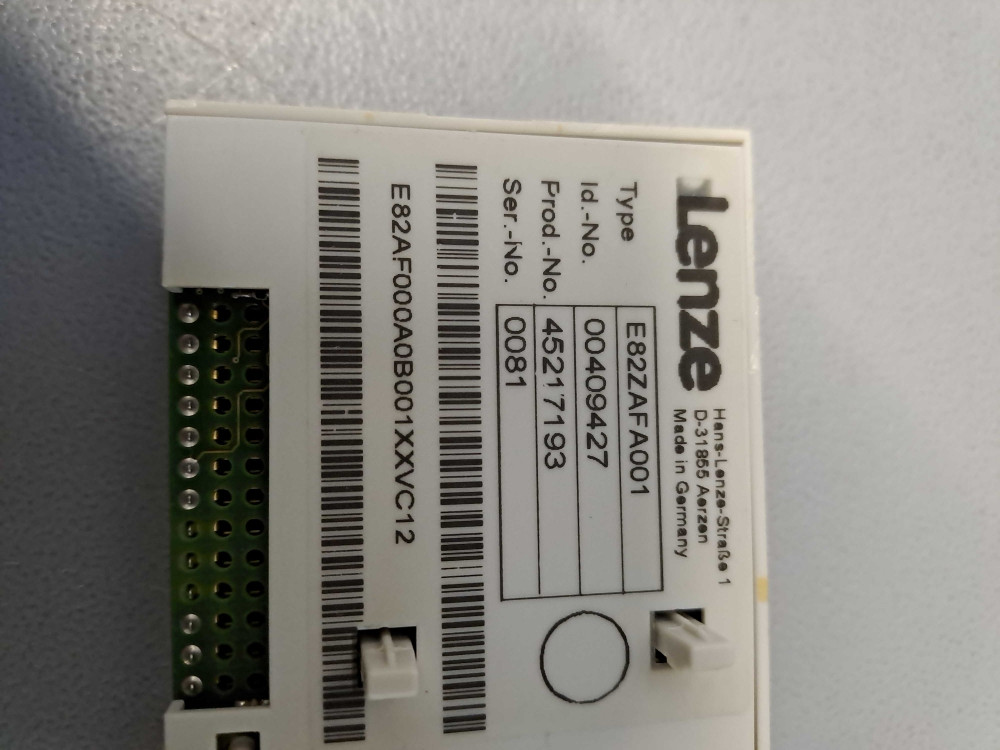 Lenze
Hans-Lenze-Straße 1
D-31855 Aerzen
Made in Germany
Type E82ZAFA001
Id.-No. 00409427
Prod.-No. 45217193
Ser.-No. 0081
E82AF000A0B001XXVC12